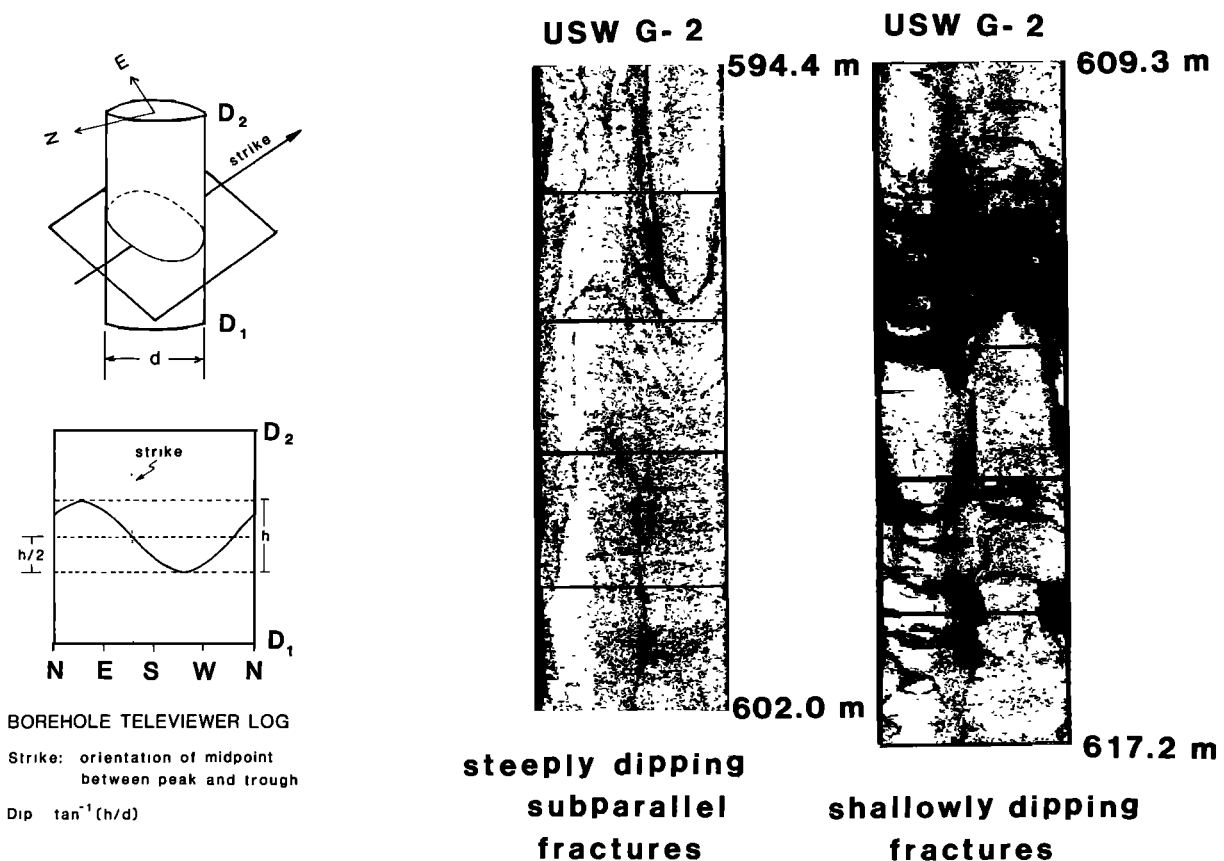 E
N
D2
strike
D1
d
D2
strike
h/2
h
D1
N E S W N
BOREHOLE TELEVIEWER LOG
Strike: orientation of midpoint
between peak and trough
Dip tan⁻¹(h/d)
USW G-2
594.4 m
602.0 m
steeply dipping
subparallel
fractures
USW G-2
609.3 m
617.2 m
shallowly dipping
fractures